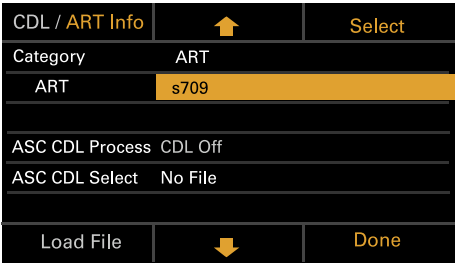 CDL / ART Info Select
Category ART
ART s709
ASC CDL Process CDL Off
ASC CDL Select No File
Load File Done